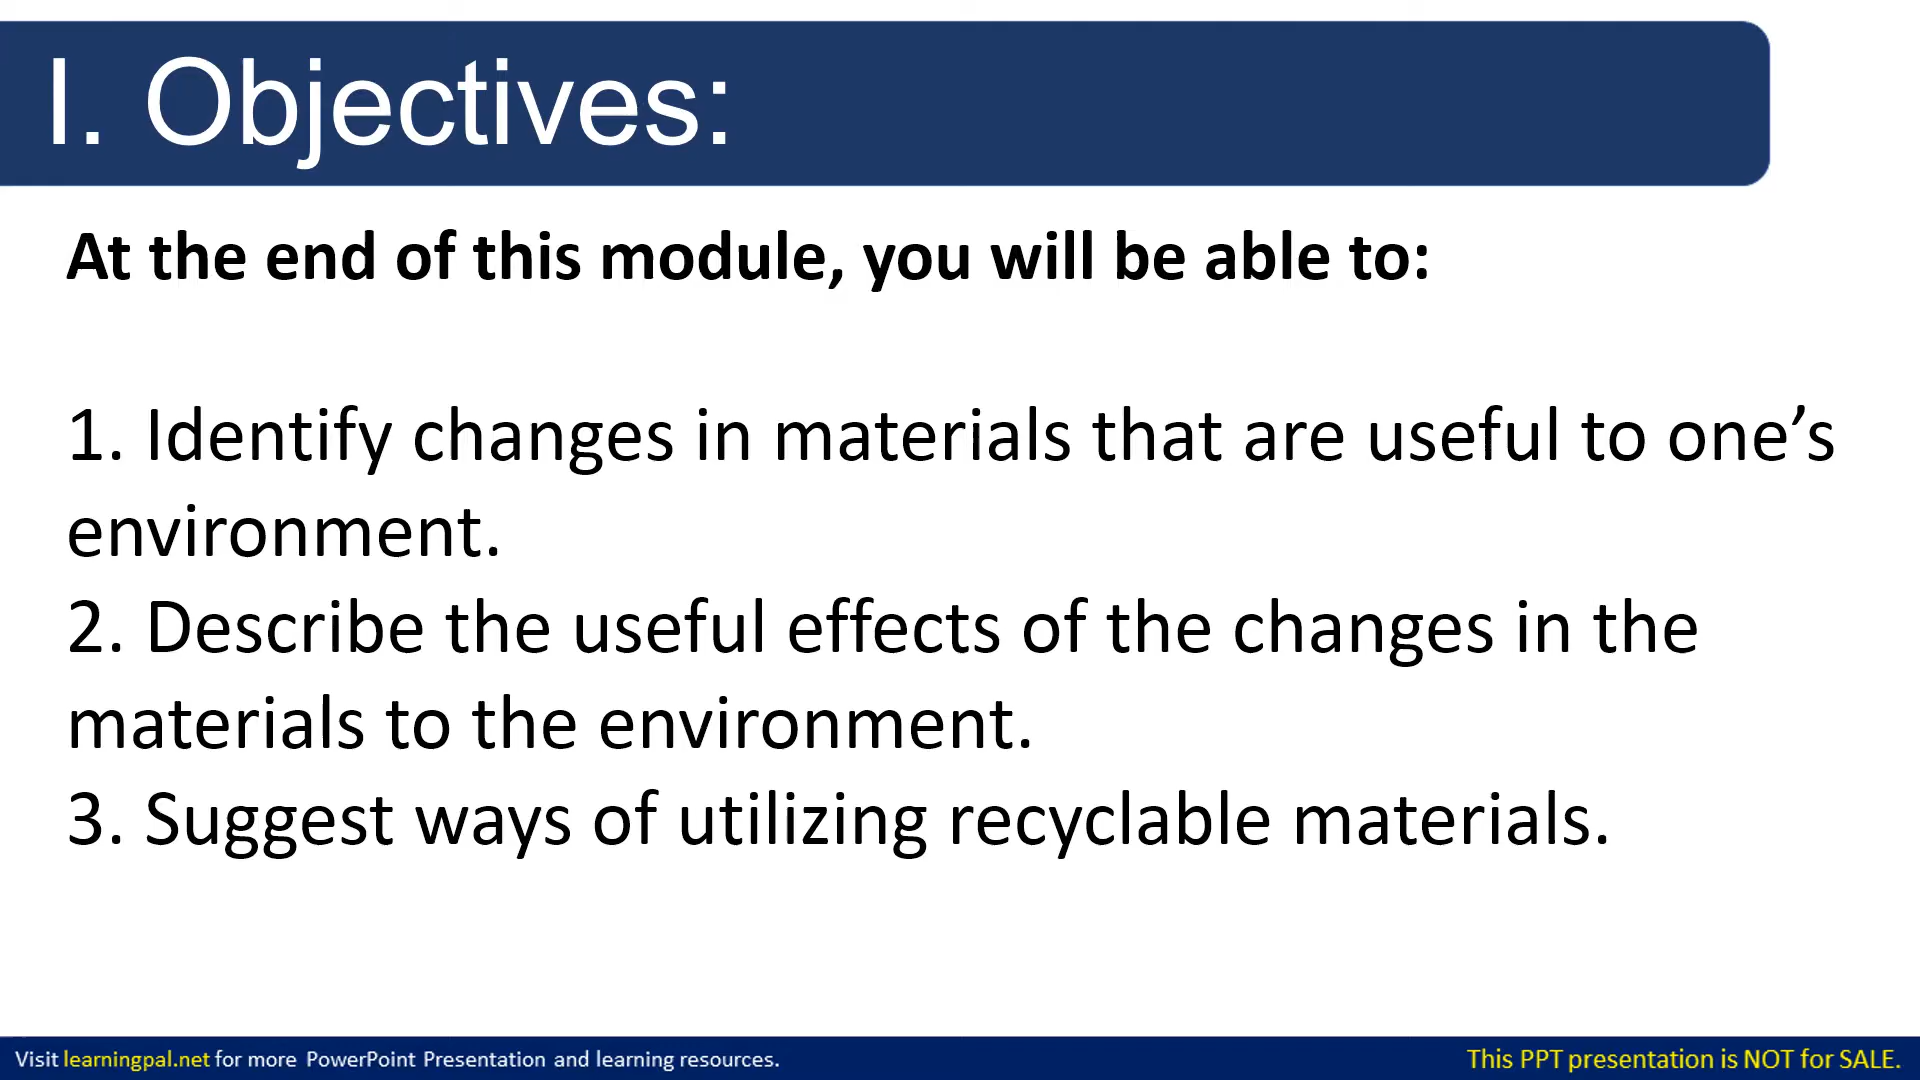 I. Objectives:
At the end of this module, you will be able to:
1. Identify changes in materials that are useful to one’s
environment.
2. Describe the useful effects of the changes in the
materials to the environment.
3. Suggest ways of utilizing recyclable materials.
Visit learningpal.net for more PowerPoint Presentation and learning resources.
This PPT presentation is NOT for SALE.